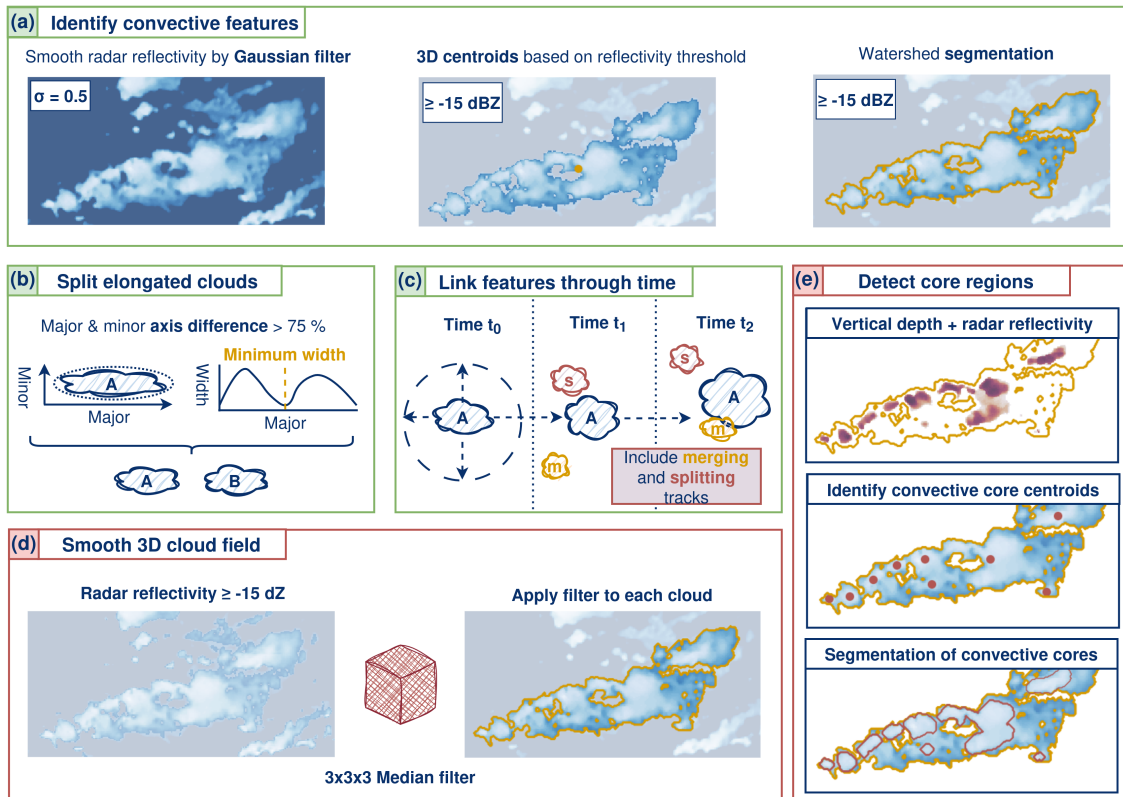 (a) Identify convective features
Smooth radar reflectivity by Gaussian filter
σ = 0.5
3D centroids based on reflectivity threshold
≥ -15 dBZ
Watershed segmentation
≥ -15 dBZ
(b) Split elongated clouds
Major & minor axis difference > 75 %
Minor
A
Major
Minimum width
Width
Major
A
B
(c) Link features through time
Time t₀
Time t₁
Time t₂
A
s
A
m
s
A
m
Include merging
and splitting
tracks
(d) Smooth 3D cloud field
Radar reflectivity ≥ -15 dZ
Apply filter to each cloud
3x3x3 Median filter
(e) Detect core regions
Vertical depth + radar reflectivity
Identify convective core centroids
Segmentation of convective cores